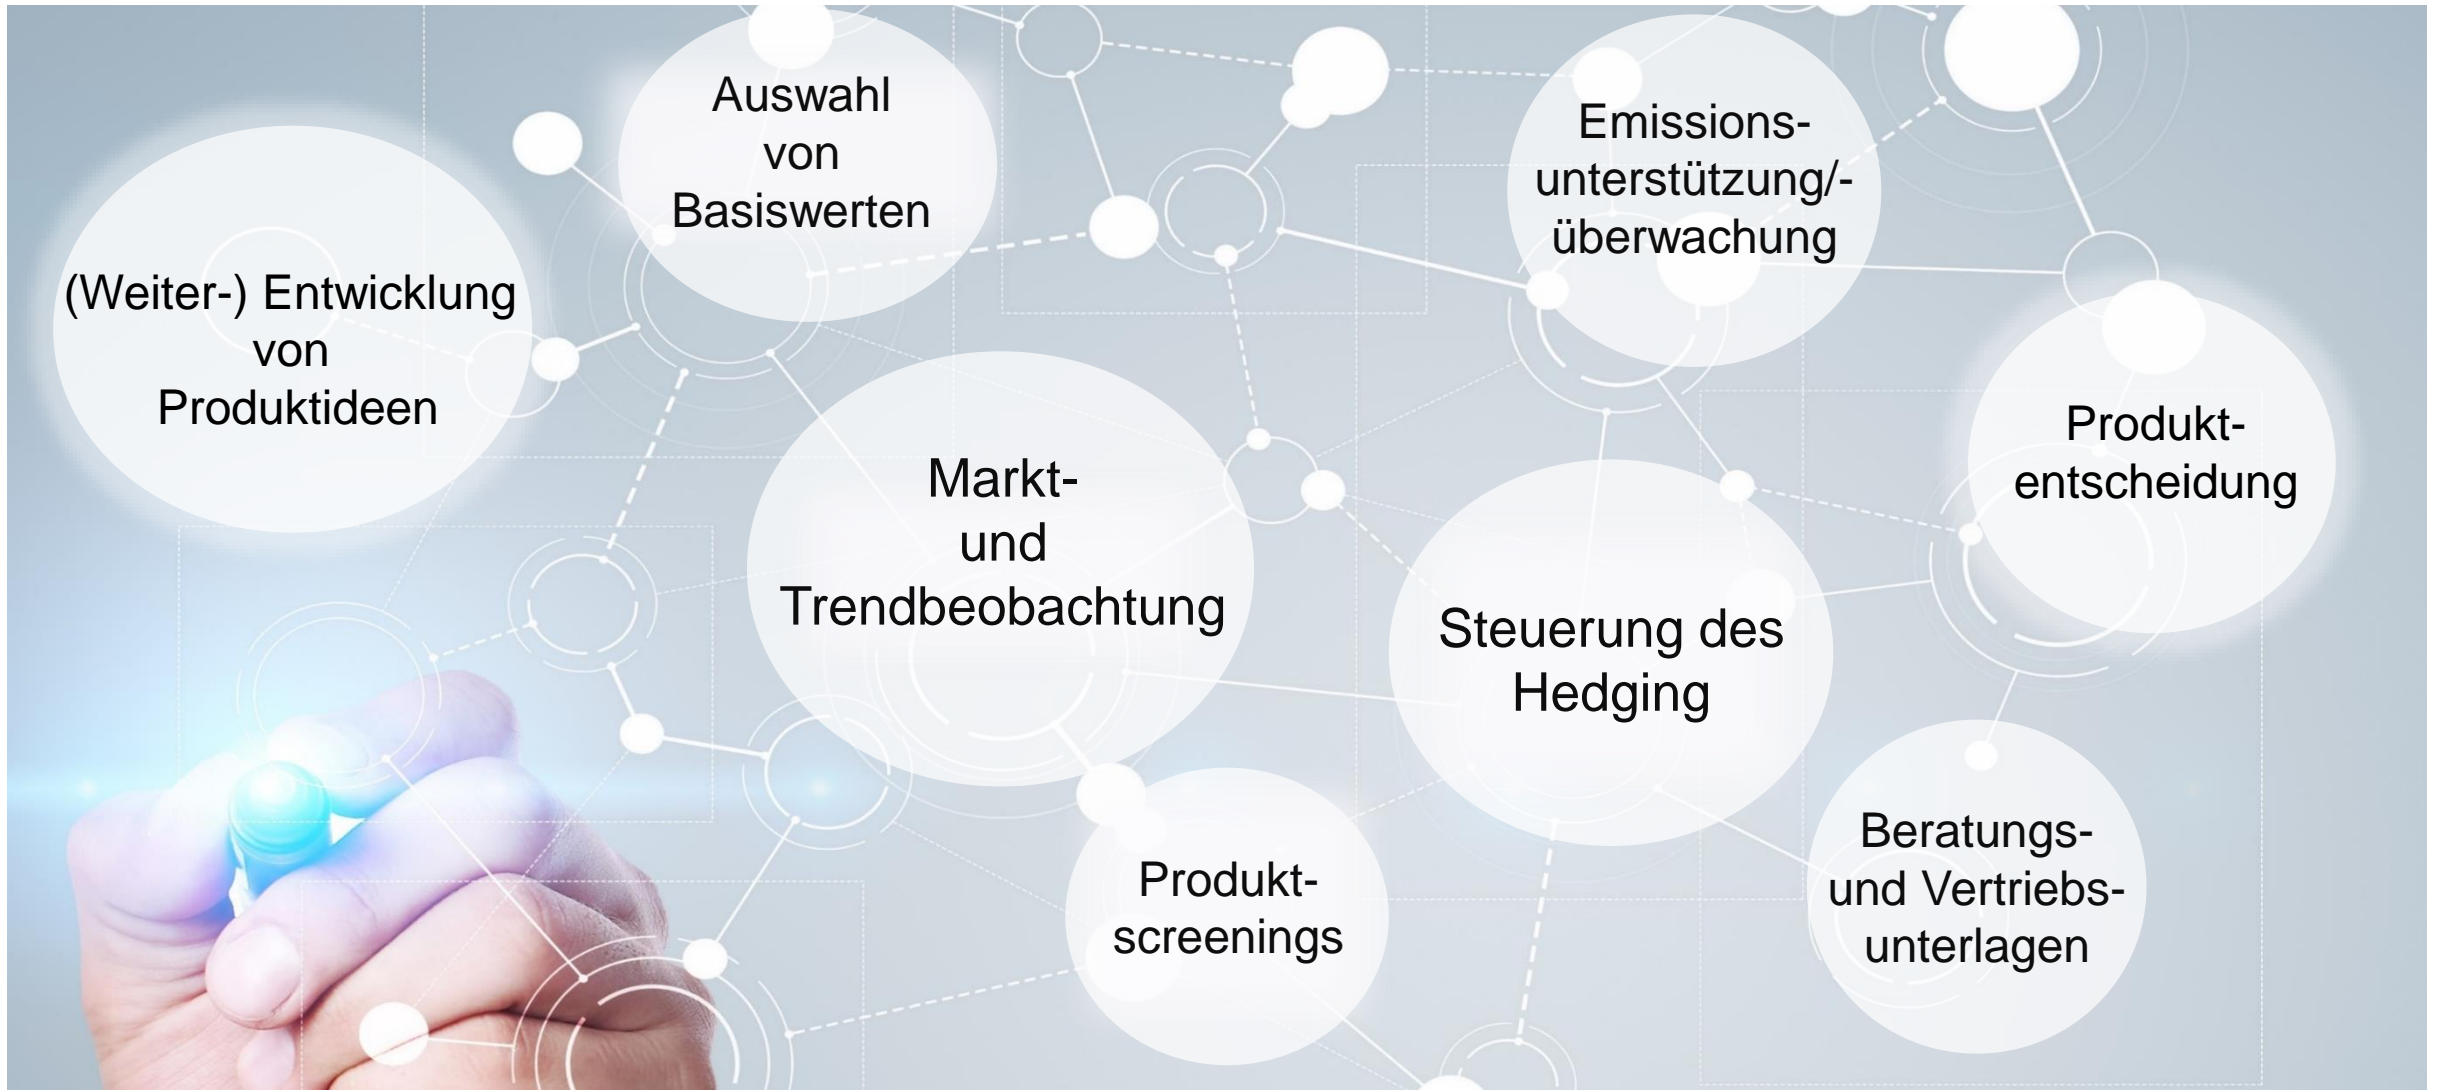 (Weiter-) Entwicklung
von
Produktideen
Auswahl
von
Basiswerten
Markt-
und
Trendbeobachtung
Produkt-
screenings
Emissions-
unterstützung/-
überwachung
Steuerung des
Hedging
Produkt-
entscheidung
Beratungs-
und Vertriebs-
unterlagen